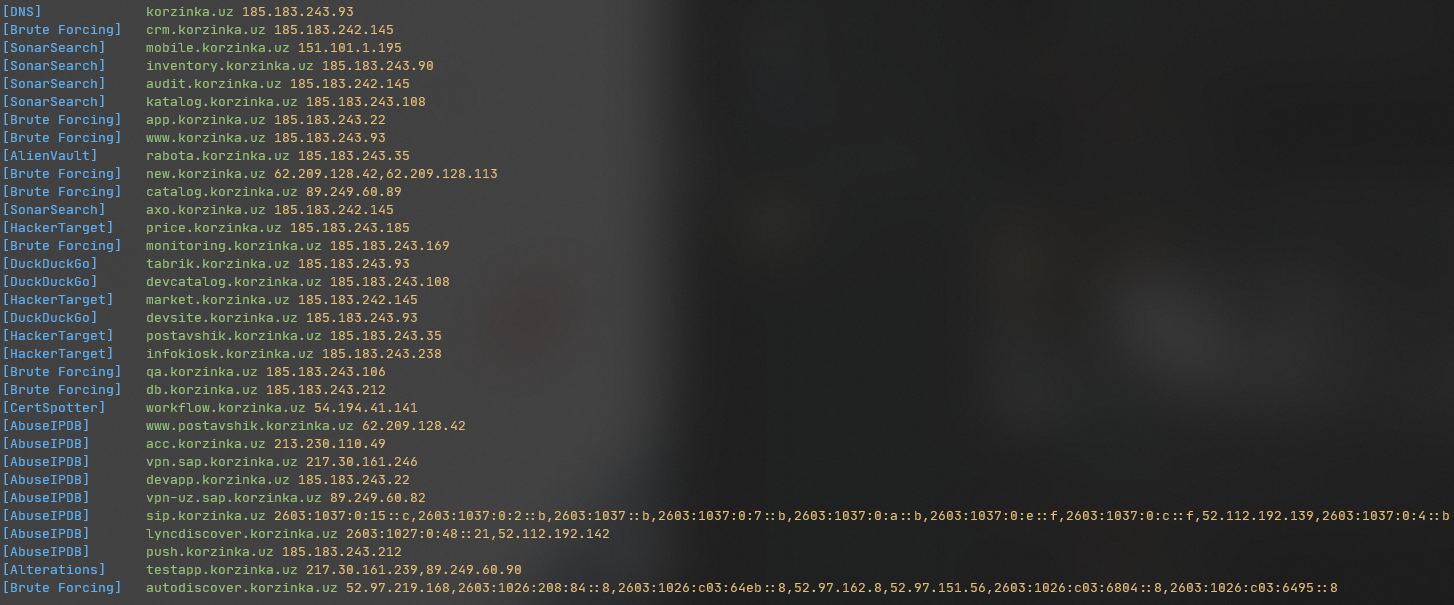 [DNS] korzinka.uz 185.183.243.93
[Brute Forcing] crm.korzinka.uz 185.183.242.145
[SonarSearch] mobile.korzinka.uz 151.101.1.195
[SonarSearch] inventory.korzinka.uz 185.183.243.90
[SonarSearch] audit.korzinka.uz 185.183.242.145
[SonarSearch] katalog.korzinka.uz 185.183.243.108
[Brute Forcing] app.korzinka.uz 185.183.243.22
[Brute Forcing] www.korzinka.uz 185.183.243.93
[AlienVault] rabota.korzinka.uz 185.183.243.35
[Brute Forcing] new.korzinka.uz 62.209.128.42,62.209.128.113
[Brute Forcing] catalog.korzinka.uz 89.249.60.89
[SonarSearch] axo.korzinka.uz 185.183.242.145
[HackerTarget] price.korzinka.uz 185.183.243.185
[Brute Forcing] monitoring.korzinka.uz 185.183.243.169
[DuckDuckGo] tabrik.korzinka.uz 185.183.243.93
[DuckDuckGo] devcatalog.korzinka.uz 185.183.243.108
[HackerTarget] market.korzinka.uz 185.183.242.145
[DuckDuckGo] devsite.korzinka.uz 185.183.243.93
[HackerTarget] postavshik.korzinka.uz 185.183.243.35
[HackerTarget] infokiosk.korzinka.uz 185.183.243.238
[Brute Forcing] qa.korzinka.uz 185.183.243.106
[Brute Forcing] db.korzinka.uz 185.183.243.212
[CertSpotter] workflow.korzinka.uz 54.194.41.141
[AbuseIPDB] www.postavshik.korzinka.uz 62.209.128.42
[AbuseIPDB] acc.korzinka.uz 213.230.110.49
[AbuseIPDB] vpn.sap.korzinka.uz 217.30.161.246
[AbuseIPDB] devapp.korzinka.uz 185.183.243.22
[AbuseIPDB] vpn-uz.sap.korzinka.uz 89.249.60.82
[AbuseIPDB] sip.korzinka.uz 2603:1037:0:15::c,2603:1037:0:2::b,2603:1037::b,2603:1037:0:7::b,2603:1037:0:a::b,2603:1037:0:e::f,2603:1037:0:c::f,52.112.192.139,2603:1037:0:4::b
[AbuseIPDB] lyncdiscover.korzinka.uz 2603:1027:0:48::21,52.112.192.142
[AbuseIPDB] push.korzinka.uz 185.183.243.212
[Alterations] testapp.korzinka.uz 217.30.161.239,89.249.60.90
[Brute Forcing] autodiscover.korzinka.uz 52.97.219.168,2603:1026:208:84::8,2603:1026:c03:64eb::8,52.97.162.8,52.97.151.56,2603:1026:c03:6804::8,2603:1026:c03:6495::8